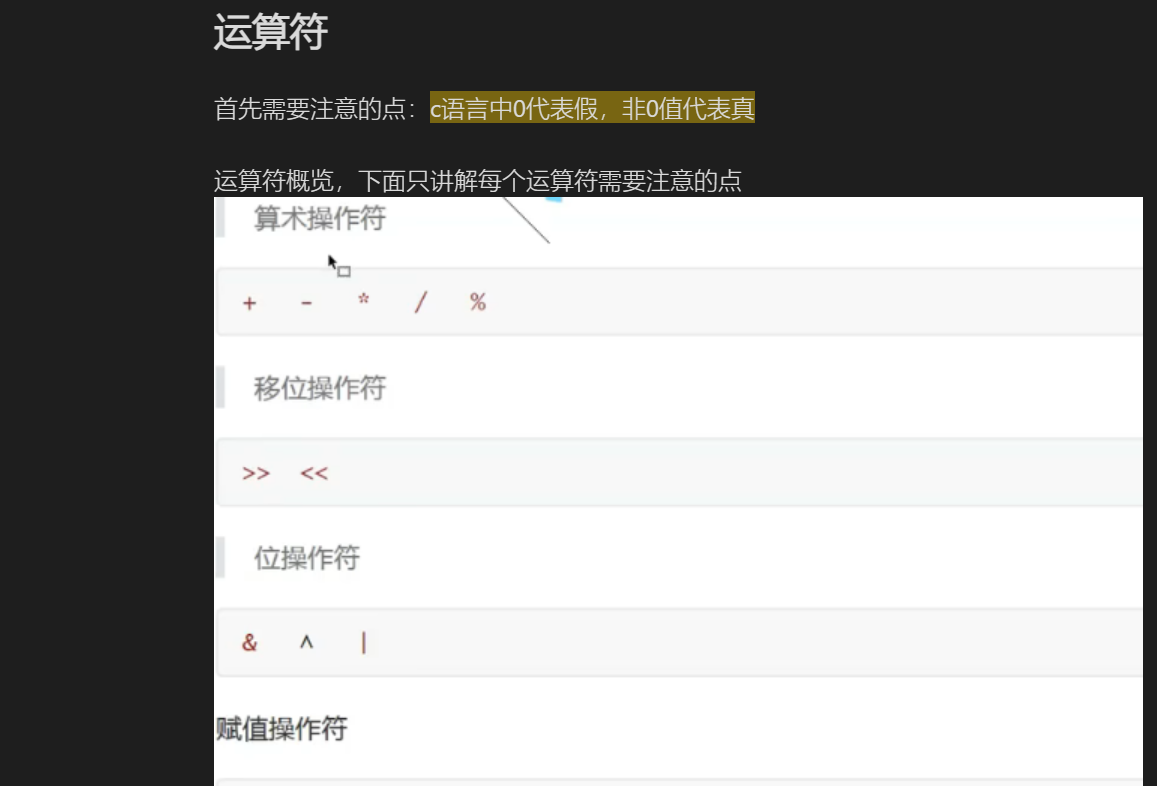 运算符
首先需要注意的点：c语言中0代表假，非0值代表真
运算符概览，下面只讲解每个运算符需要注意的点
算术操作符
+ - * / %
移位操作符
>> <<
位操作符
& ^ |
赋值操作符